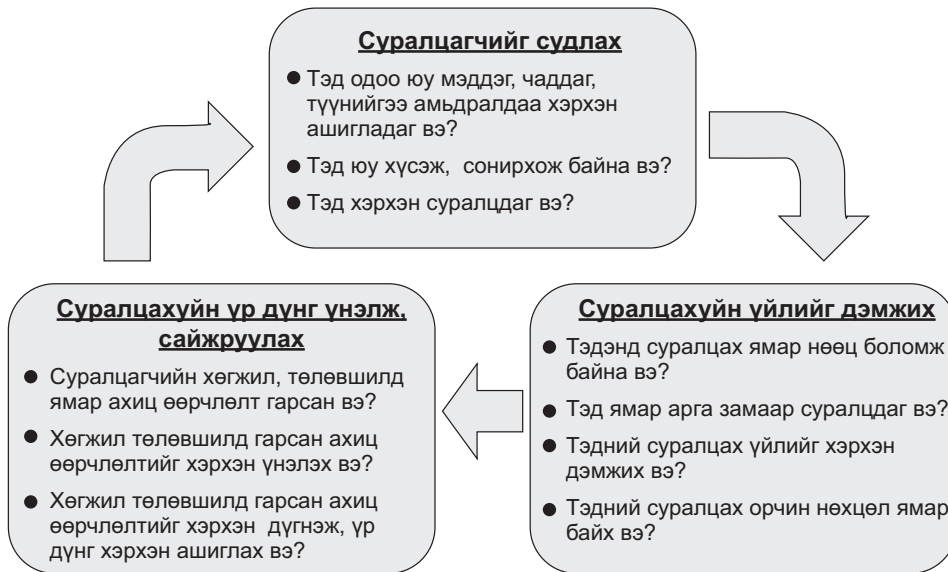 Суралцагчийг судлах
● Тэд одоо юу мэддэг, чаддаг,
түүнийгээ амьдралдаа хэрхэн
ашигладаг вэ?
● Тэд юу хүсэж, сонирхож байна вэ?
● Тэд хэрхэн суралцдаг вэ?
Суралцахуйн үйлийг дэмжих
● Тэдэнд суралцах ямар нөөц боломж
байна вэ?
● Тэд ямар арга замаар суралцдаг вэ?
● Тэдний суралцах үйлийг хэрхэн
дэмжих вэ?
● Тэдний суралцах орчин нөхцөл ямар
байх вэ?
Суралцахуйн үр дүнг үнэлж,
сайжруулах
● Суралцагчийн хөгжил, төлөвшилд
ямар ахиц өөрчлөлт гарсан вэ?
● Хөгжил төлөвшилд гарсан ахиц
өөрчлөлтийг хэрхэн үнэлэх вэ?
● Хөгжил төлөвшилд гарсан ахиц
өөрчлөлтийг хэрхэн дүгнэж, үр
дүнг хэрхэн ашиглах вэ?